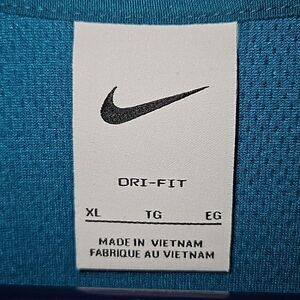 DRI-FIT
XL TG EG
MADE IN VIETNAM
FABRIQUE AU VIETNAM